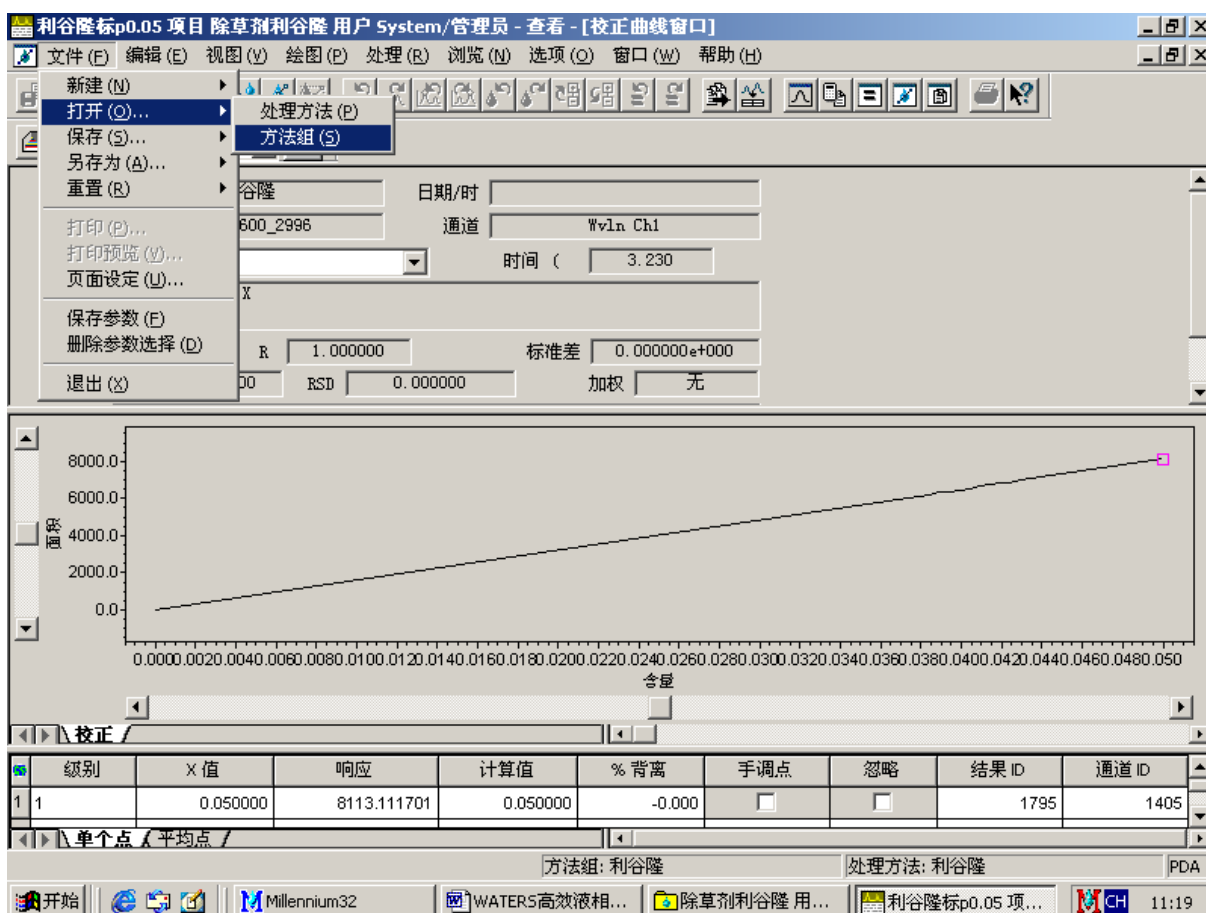 利谷隆标p0.05 项目 除草剂利谷隆 用户 System/管理员 - 查看 - [校正曲线窗口]
文件(F) 编辑(E) 视图(V) 绘图(P) 处理(R) 浏览(N) 选项(O) 窗口(W) 帮助(H)
新建(N)
打开(O)...
保存(S)...
另存为(A)...
重置(R)
打印(P)...
打印预览(V)...
页面设定(U)...
保存参数(F)
删除参数选择(D)
退出(X)
处理方法(P)
方法组(S)
谷隆 日期/时
600_2996 通道 Wvln Ch1
时间 ( 3.230
X
R 1.000000 标准差 0.000000e+000
00 RSD 0.000000 加权 无
面积
8000.0
6000.0
4000.0
2000.0
0.0
0.0000.0020.0040.0060.0080.0100.0120.0140.0160.0180.0200.0220.0240.0260.0280.0300.0320.0340.0360.0380.0400.0420.0440.0460.0480.050
含量
校正
级别 X 值 响应 计算值 % 背离 手调点 忽略 结果 ID 通道 ID
1 1 0.050000 8113.111701 0.050000 -0.000 1795 1405
单个点 平均点
方法组: 利谷隆 处理方法: 利谷隆 PDA
开始 Millennium32 WATERS高效液相... 除草剂利谷隆 用... 利谷隆标p0.05 项... CH 11:19